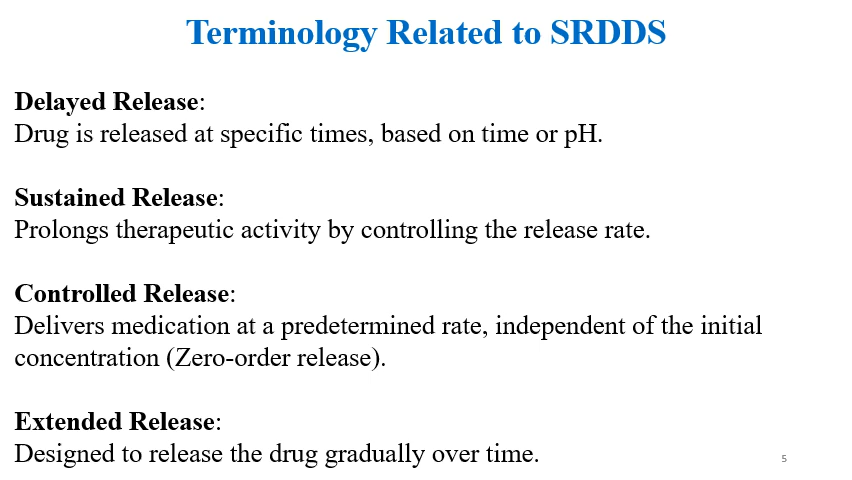 Terminology Related to SRDDS
Delayed Release:
Drug is released at specific times, based on time or pH.
Sustained Release:
Prolongs therapeutic activity by controlling the release rate.
Controlled Release:
Delivers medication at a predetermined rate, independent of the initial
concentration (Zero-order release).
Extended Release:
Designed to release the drug gradually over time.
5